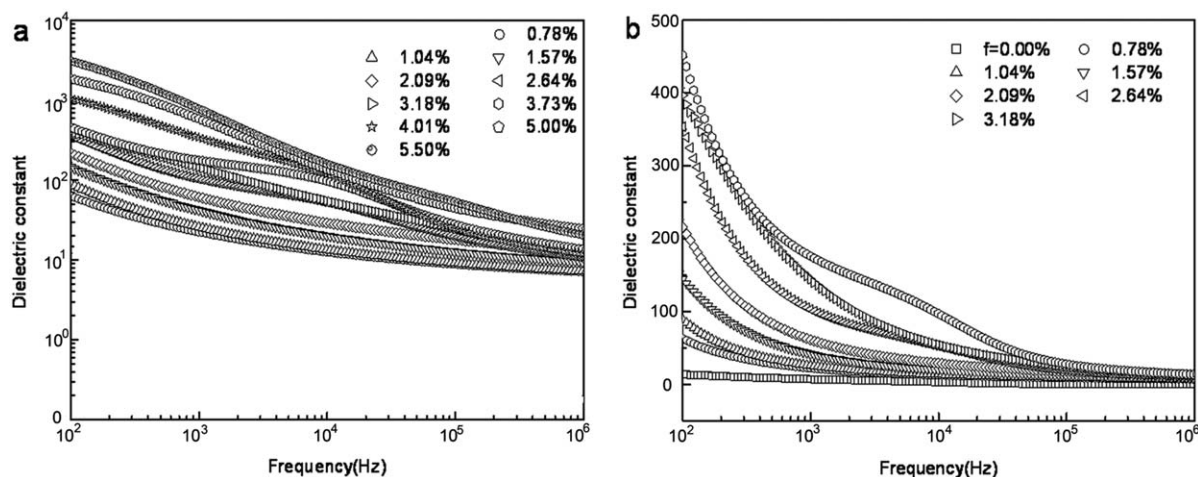 a
10^4
10^3
10^2
10^1
10^0
0
Dielectric constant
10^2 10^3 10^4 10^5 10^6
Frequency(Hz)
0.78%
1.04% 1.57%
2.09% 2.64%
3.18% 3.73%
4.01% 5.00%
5.50%
b
500
400
300
200
100
0
Dielectric constant
10^2 10^3 10^4 10^5 10^6
Frequency(Hz)
f=0.00% 0.78%
1.04% 1.57%
2.09% 2.64%
3.18%